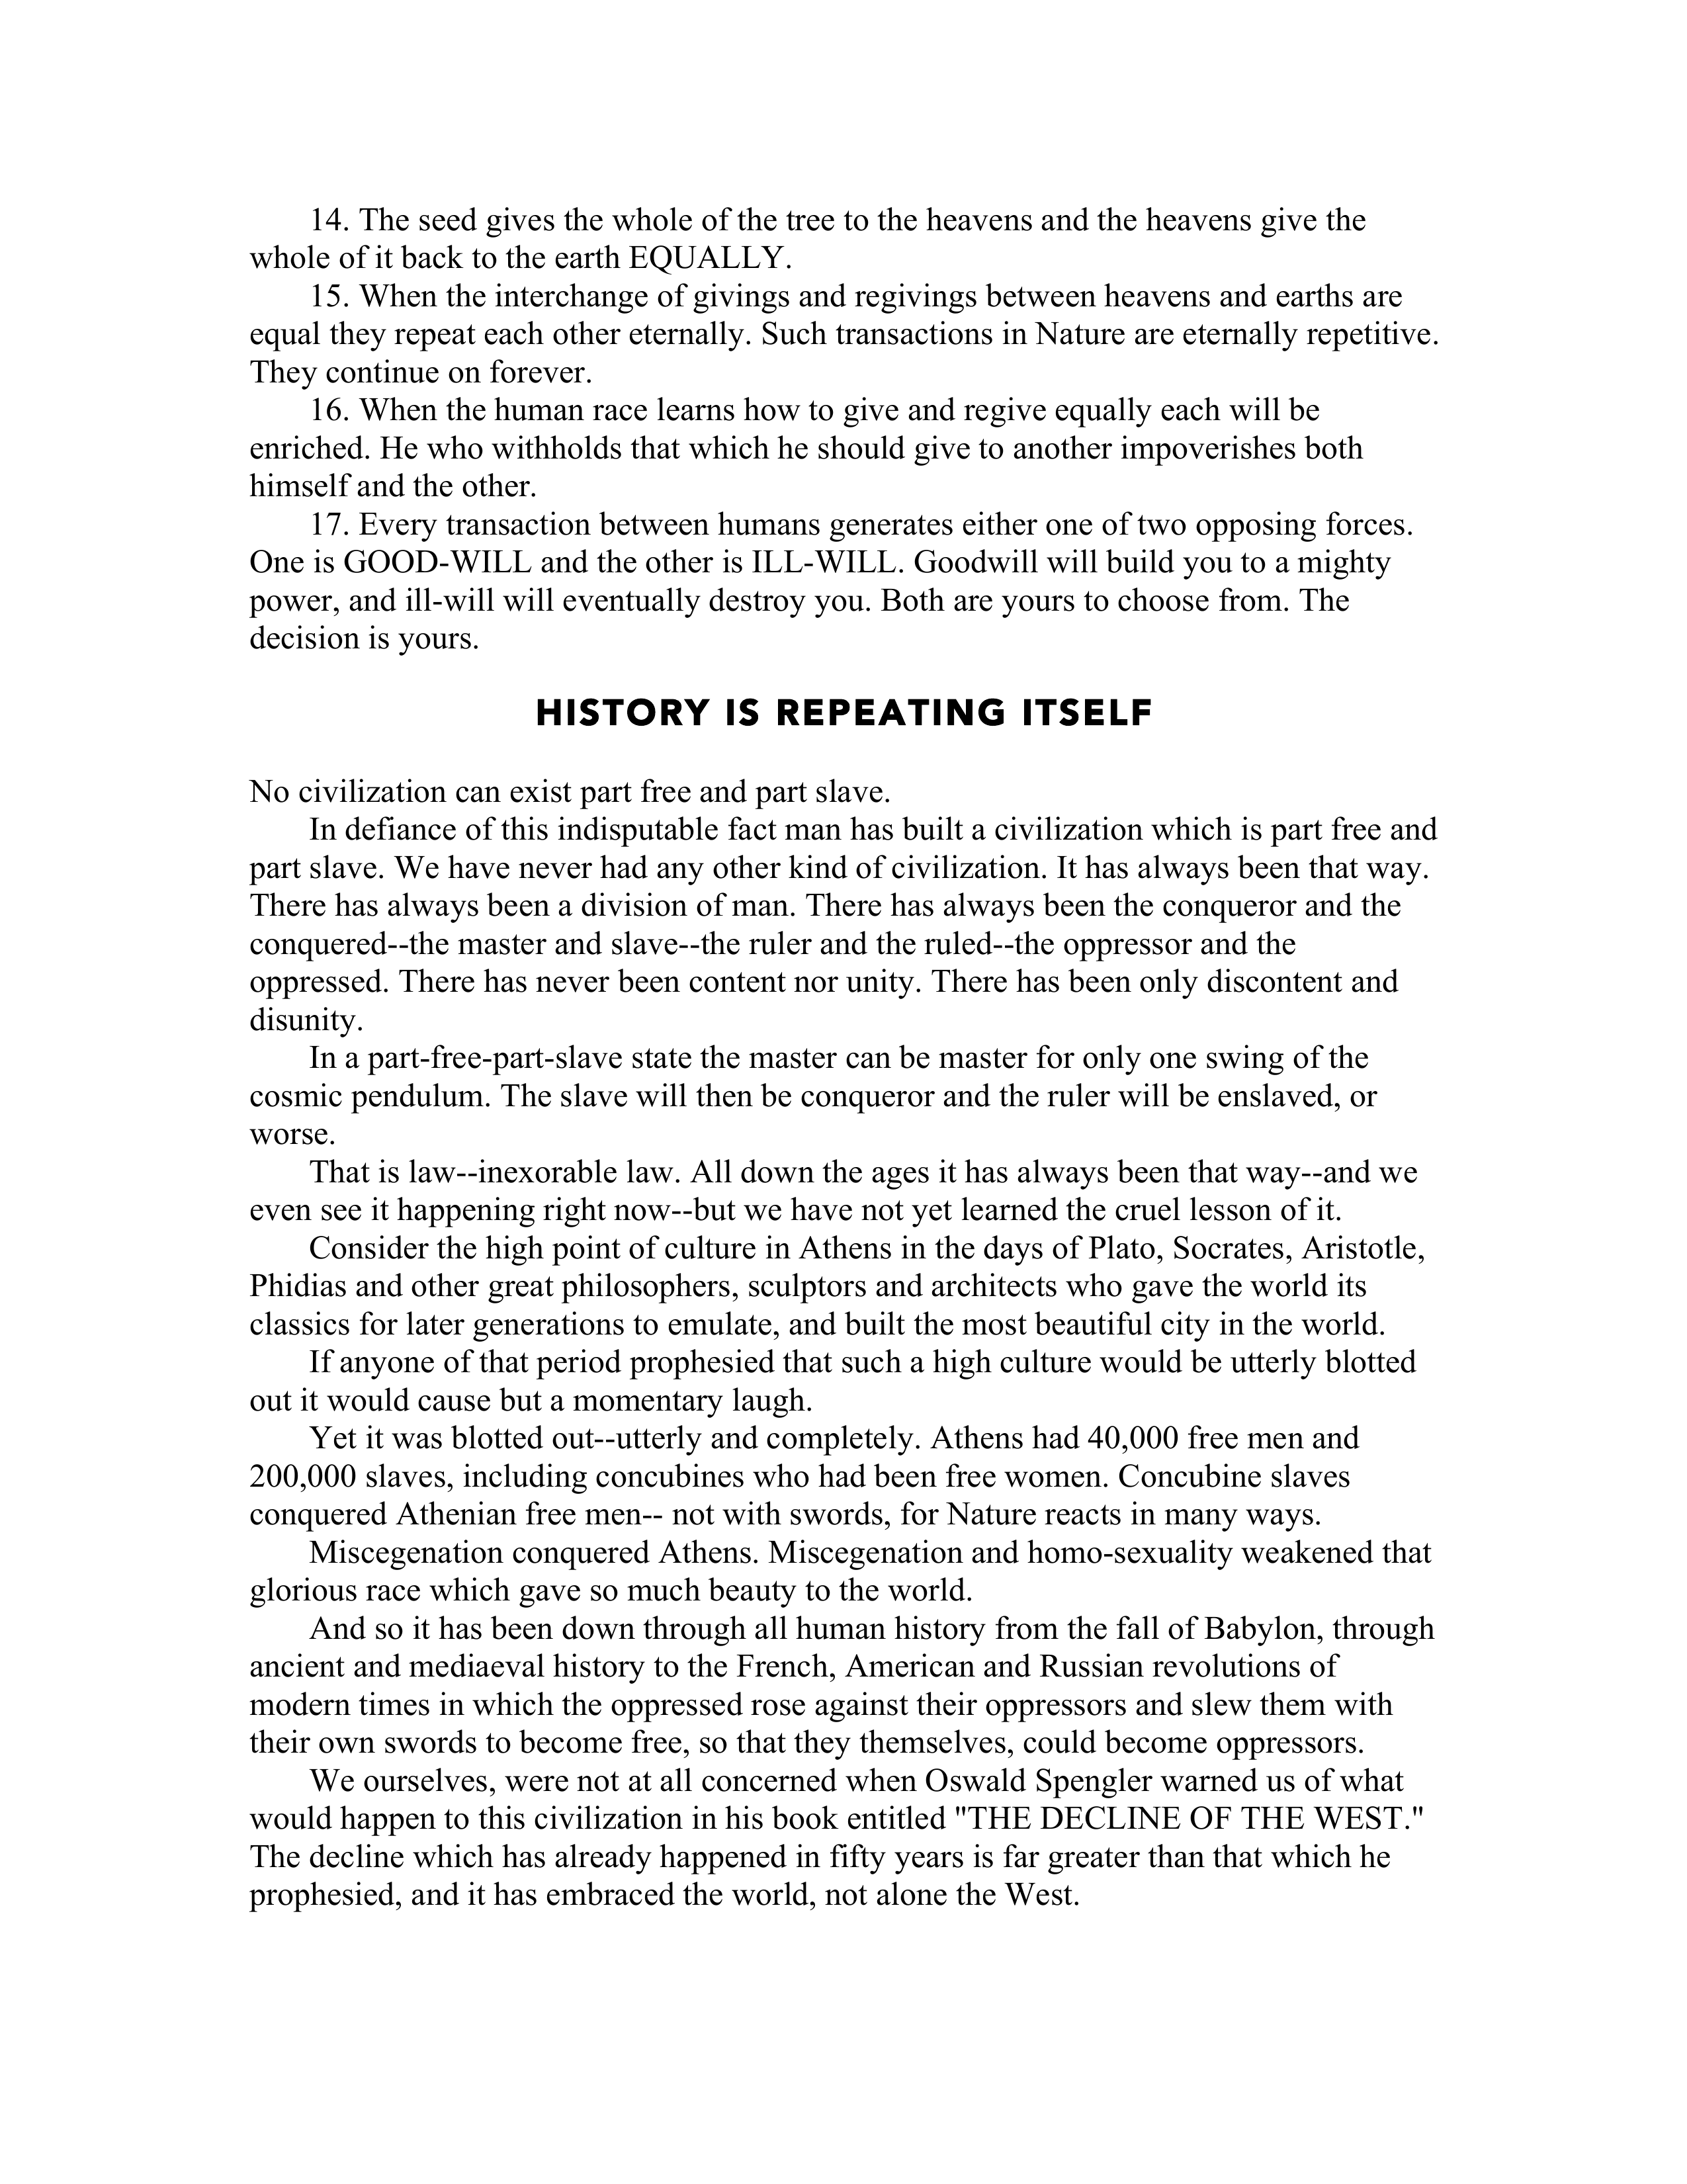 14. The seed gives the whole of the tree to the heavens and the heavens give the
whole of it back to the earth EQUALLY.
15. When the interchange of givings and regivings between heavens and earths are
equal they repeat each other eternally. Such transactions in Nature are eternally repetitive.
They continue on forever.
16. When the human race learns how to give and regive equally each will be
enriched. He who withholds that which he should give to another impoverishes both
himself and the other.
17. Every transaction between humans generates either one of two opposing forces.
One is GOOD-WILL and the other is ILL-WILL. Goodwill will build you to a mighty
power, and ill-will will eventually destroy you. Both are yours to choose from. The
decision is yours.
HISTORY IS REPEATING ITSELF
No civilization can exist part free and part slave.
In defiance of this indisputable fact man has built a civilization which is part free and
part slave. We have never had any other kind of civilization. It has always been that way.
There has always been a division of man. There has always been the conqueror and the
conquered--the master and slave--the ruler and the ruled--the oppressor and the
oppressed. There has never been content nor unity. There has been only discontent and
disunity.
In a part-free-part-slave state the master can be master for only one swing of the
cosmic pendulum. The slave will then be conqueror and the ruler will be enslaved, or
worse.
That is law--inexorable law. All down the ages it has always been that way--and we
even see it happening right now--but we have not yet learned the cruel lesson of it.
Consider the high point of culture in Athens in the days of Plato, Socrates, Aristotle,
Phidias and other great philosophers, sculptors and architects who gave the world its
classics for later generations to emulate, and built the most beautiful city in the world.
If anyone of that period prophesied that such a high culture would be utterly blotted
out it would cause but a momentary laugh.
Yet it was blotted out--utterly and completely. Athens had 40,000 free men and
200,000 slaves, including concubines who had been free women. Concubine slaves
conquered Athenian free men-- not with swords, for Nature reacts in many ways.
Miscegenation conquered Athens. Miscegenation and homo-sexuality weakened that
glorious race which gave so much beauty to the world.
And so it has been down through all human history from the fall of Babylon, through
ancient and mediaeval history to the French, American and Russian revolutions of
modern times in which the oppressed rose against their oppressors and slew them with
their own swords to become free, so that they themselves, could become oppressors.
We ourselves, were not at all concerned when Oswald Spengler warned us of what
would happen to this civilization in his book entitled "THE DECLINE OF THE WEST."
The decline which has already happened in fifty years is far greater than that which he
prophesied, and it has embraced the world, not alone the West.